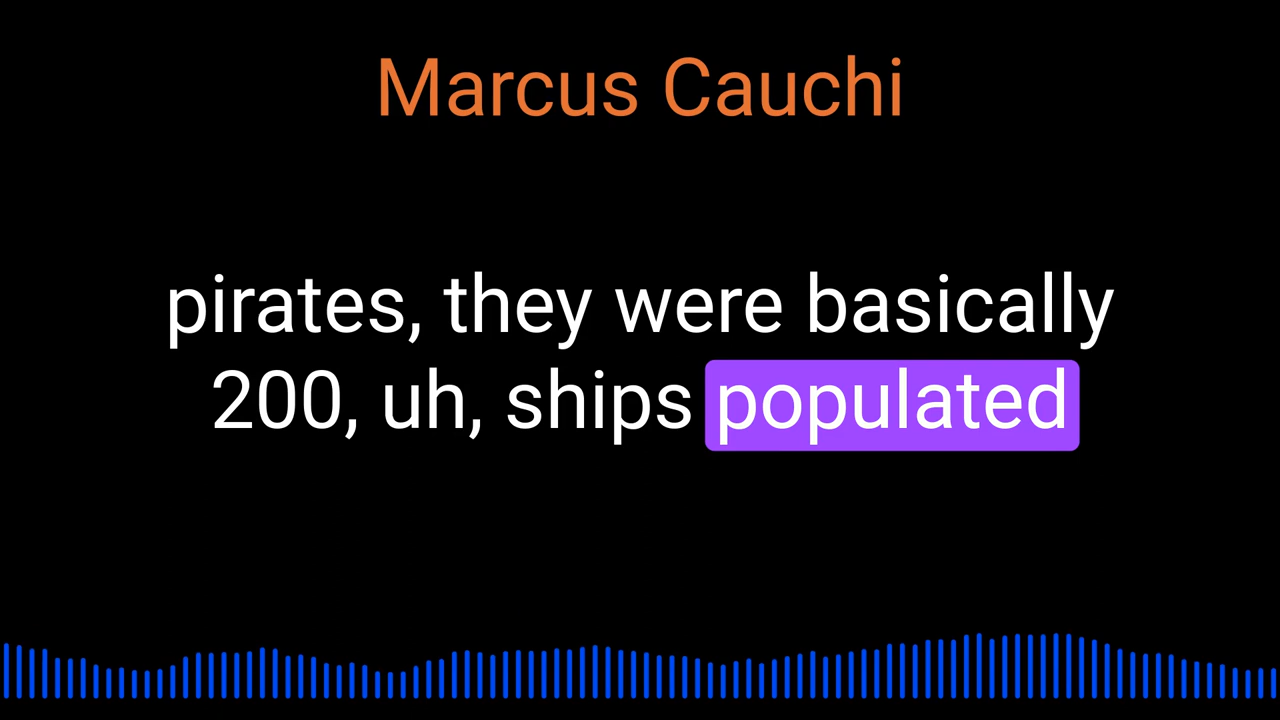 Marcus Cauchi
pirates, they were basically
200, uh, ships populated